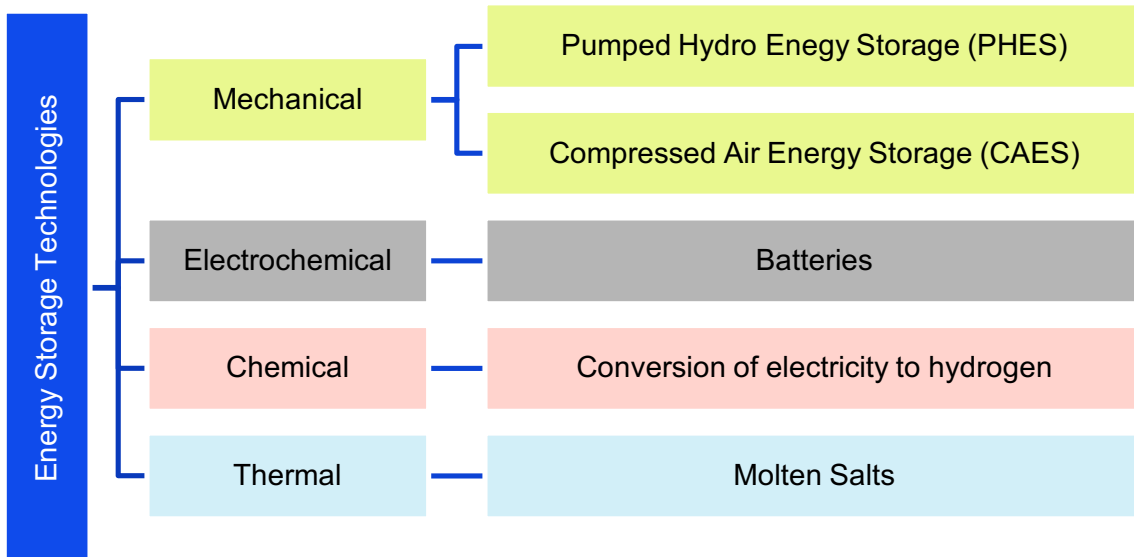 Energy Storage Technologies
Mechanical
Pumped Hydro Enegy Storage (PHES)
Compressed Air Energy Storage (CAES)
Electrochemical
Batteries
Chemical
Conversion of electricity to hydrogen
Thermal
Molten Salts